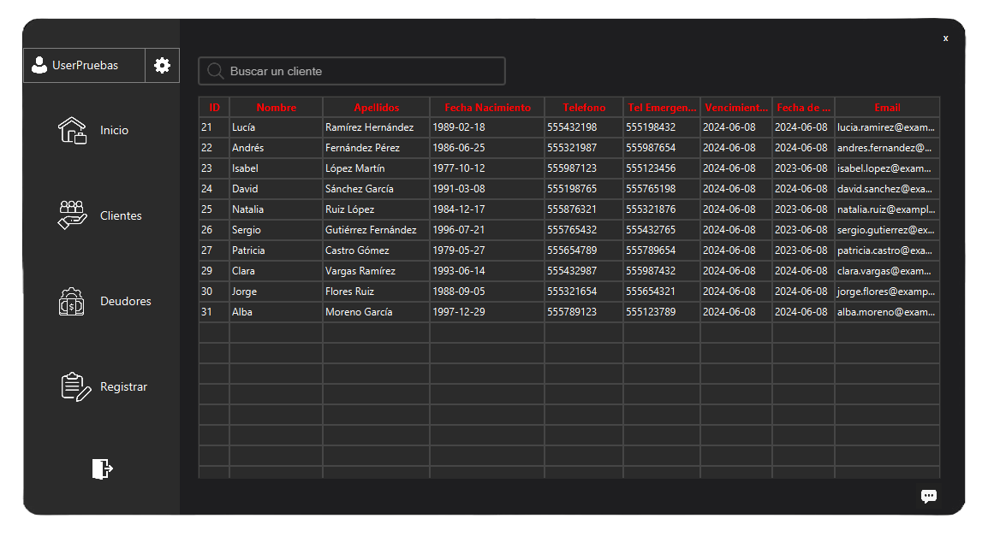 x
UserPruebas
Inicio
Clientes
Deudores
Registrar
Buscar un cliente
ID Nombre Apellidos Fecha Nacimiento Telefono Tel Emergen... Vencimient... Fecha de ... Email
21 Lucía Ramírez Hernández 1989-02-18 555432198 555198432 2024-06-08 2024-06-08 lucia.ramirez@exam...
22 Andrés Fernández Pérez 1986-06-25 555321987 555987654 2024-06-08 2024-06-08 andres.fernandez@...
23 Isabel López Martín 1977-10-12 555987123 555123456 2024-06-08 2023-06-08 isabel.lopez@exam...
24 David Sánchez García 1991-03-08 555198765 555765198 2024-06-08 2024-06-08 david.sanchez@exa...
25 Natalia Ruiz López 1984-12-17 555876321 555321876 2024-06-08 2023-06-08 natalia.ruiz@exampl...
26 Sergio Gutiérrez Fernández 1996-07-21 555765432 555432765 2024-06-08 2023-06-08 sergio.gutierrez@ex...
27 Patricia Castro Gómez 1979-05-27 555654789 555789654 2024-06-08 2023-06-08 patricia.castro@exa...
29 Clara Vargas Ramírez 1993-06-14 555432987 555987432 2024-06-08 2024-06-08 clara.vargas@exam...
30 Jorge Flores Ruiz 1988-09-05 555321654 555654321 2024-06-08 2024-06-08 jorge.flores@examp...
31 Alba Moreno García 1997-12-29 555789123 555123789 2024-06-08 2024-06-08 alba.moreno@exam...